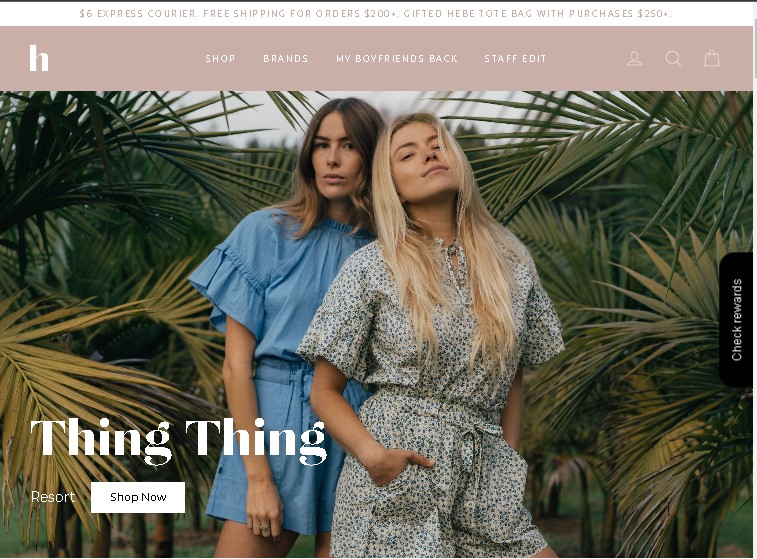 $6 EXPRESS COURIER. FREE SHIPPING FOR ORDERS $200+. GIFTED HEBE TOTE BAG WITH PURCHASES $250+.
h
SHOP BRANDS MY BOYFRIENDS BACK STAFF EDIT
Check rewards
Thing Thing
Resort Shop Now